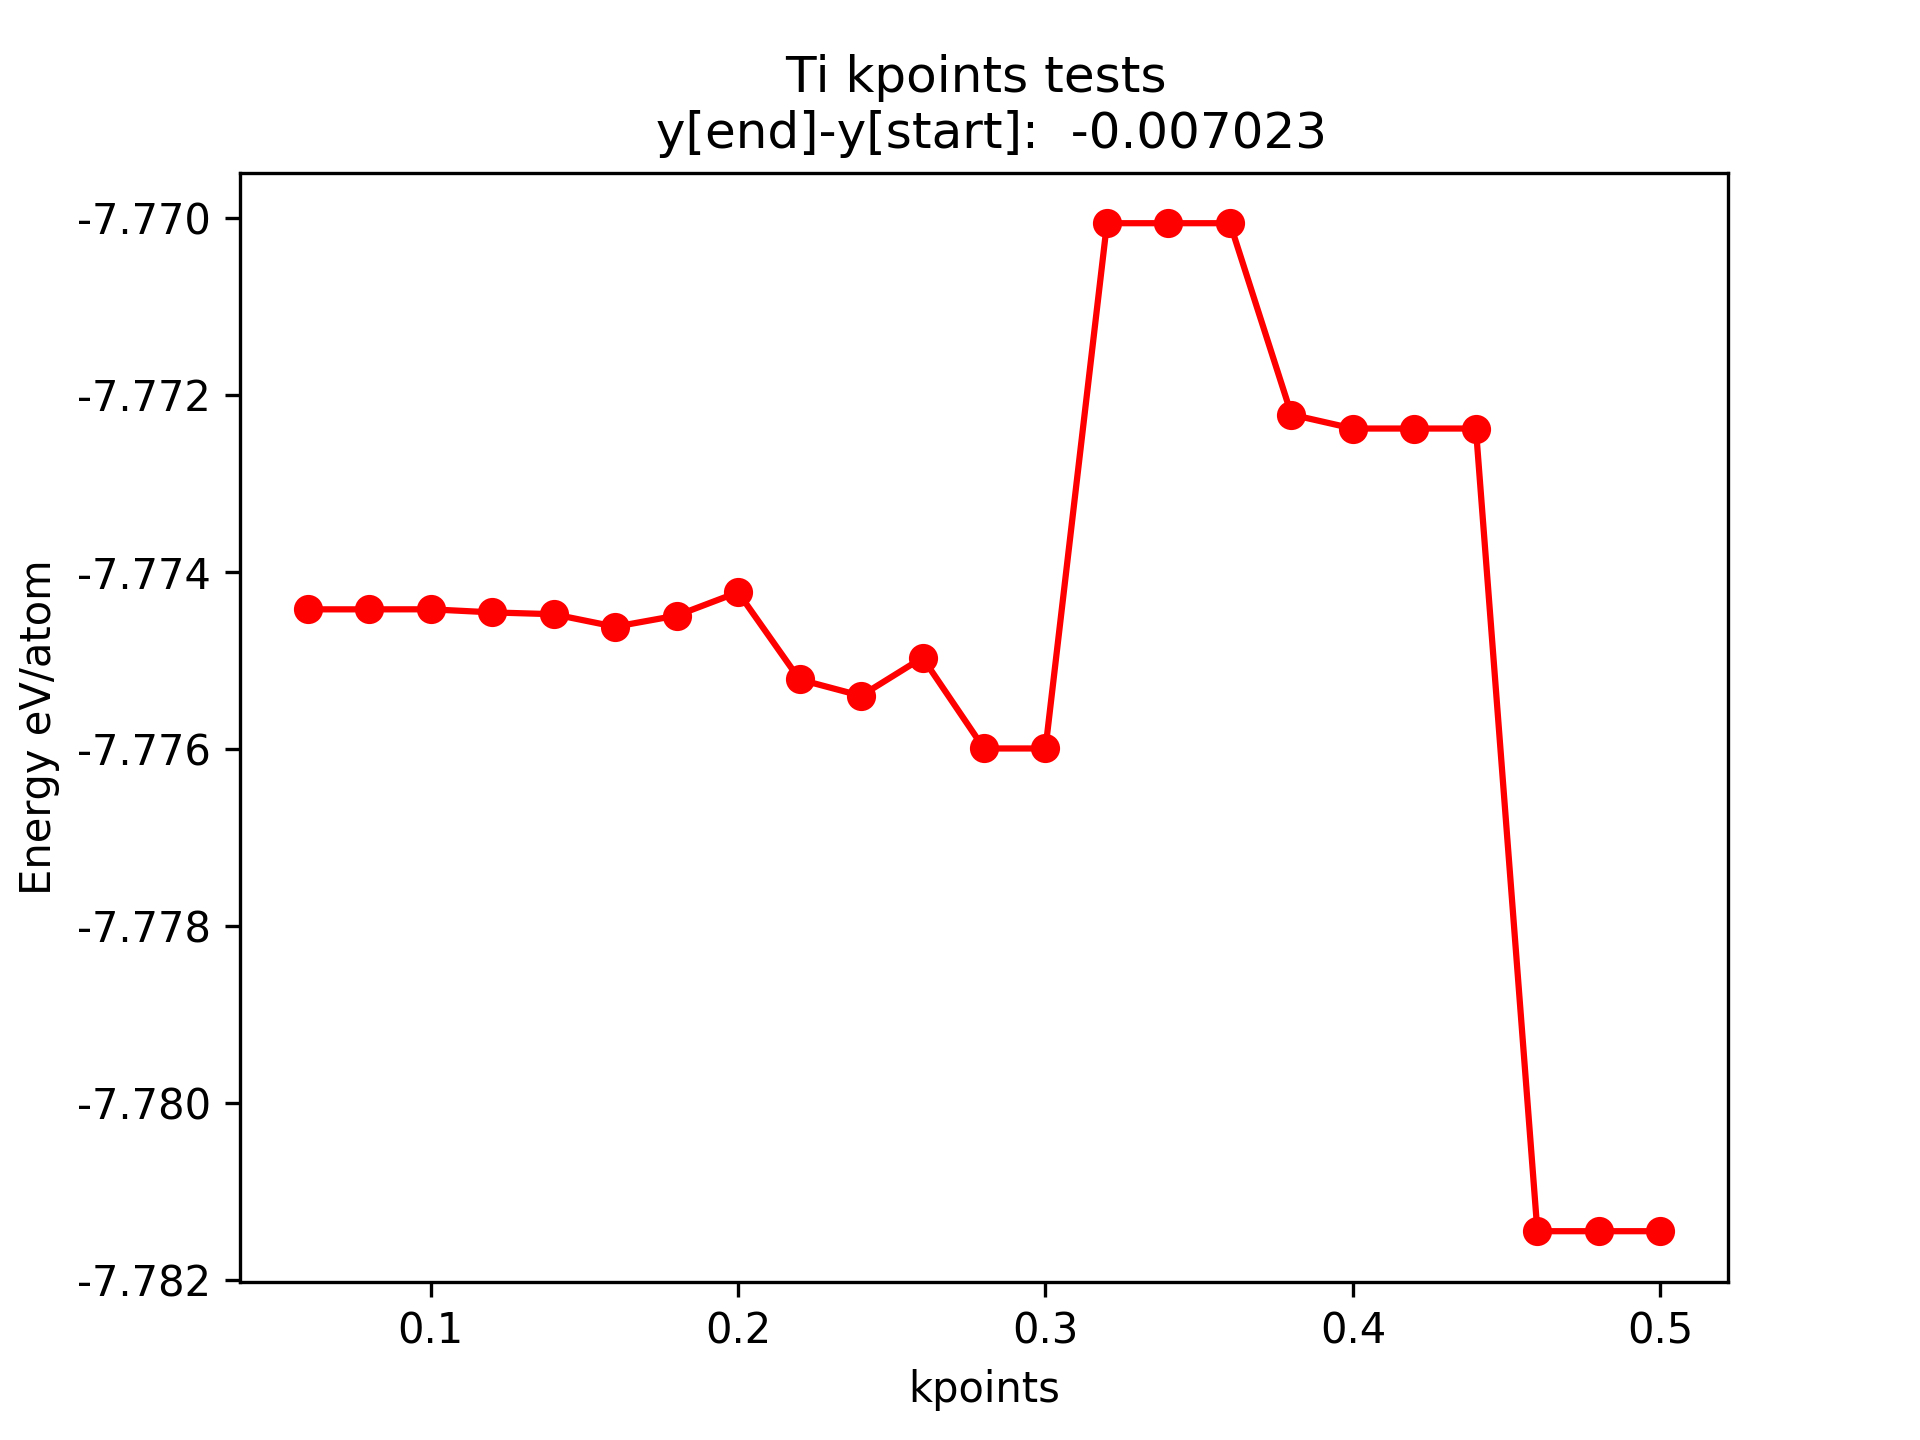 Ti kpoints tests
y[end]-y[start]:  -0.007023
-7.770
-7.772
-7.774
-7.776
-7.778
-7.780
-7.782
Energy eV/atom
0.1 0.2 0.3 0.4 0.5
kpoints